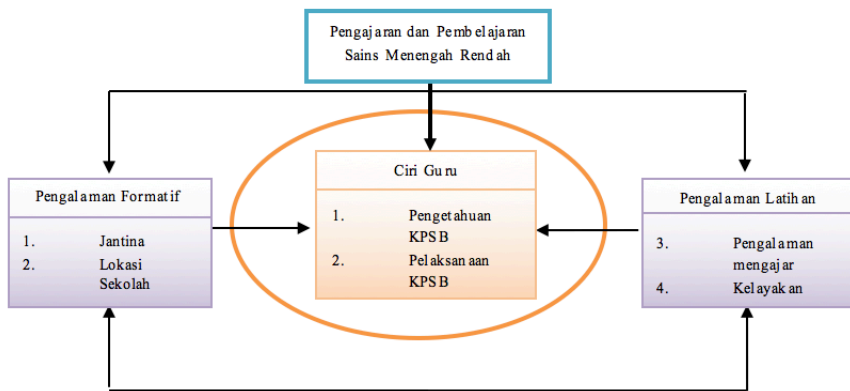 Pengajaran dan Pembelajaran
Sains Menengah Rendah
Ciri Guru
1. Pengetahuan
KPSB
2. Pelaksanaan
KPSB
Pengalaman Formatif
1. Jantina
2. Lokasi
Sekolah
Pengalaman Latihan
3. Pengalaman
mengajar
4. Kelayakan